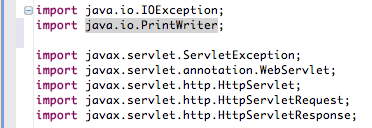 import java.io.IOException;
import java.io.PrintWriter;
import javax.servlet.ServletException;
import javax.servlet.annotation.WebServlet;
import javax.servlet.http.HttpServlet;
import javax.servlet.http.HttpServletRequest;
import javax.servlet.http.HttpServletResponse;